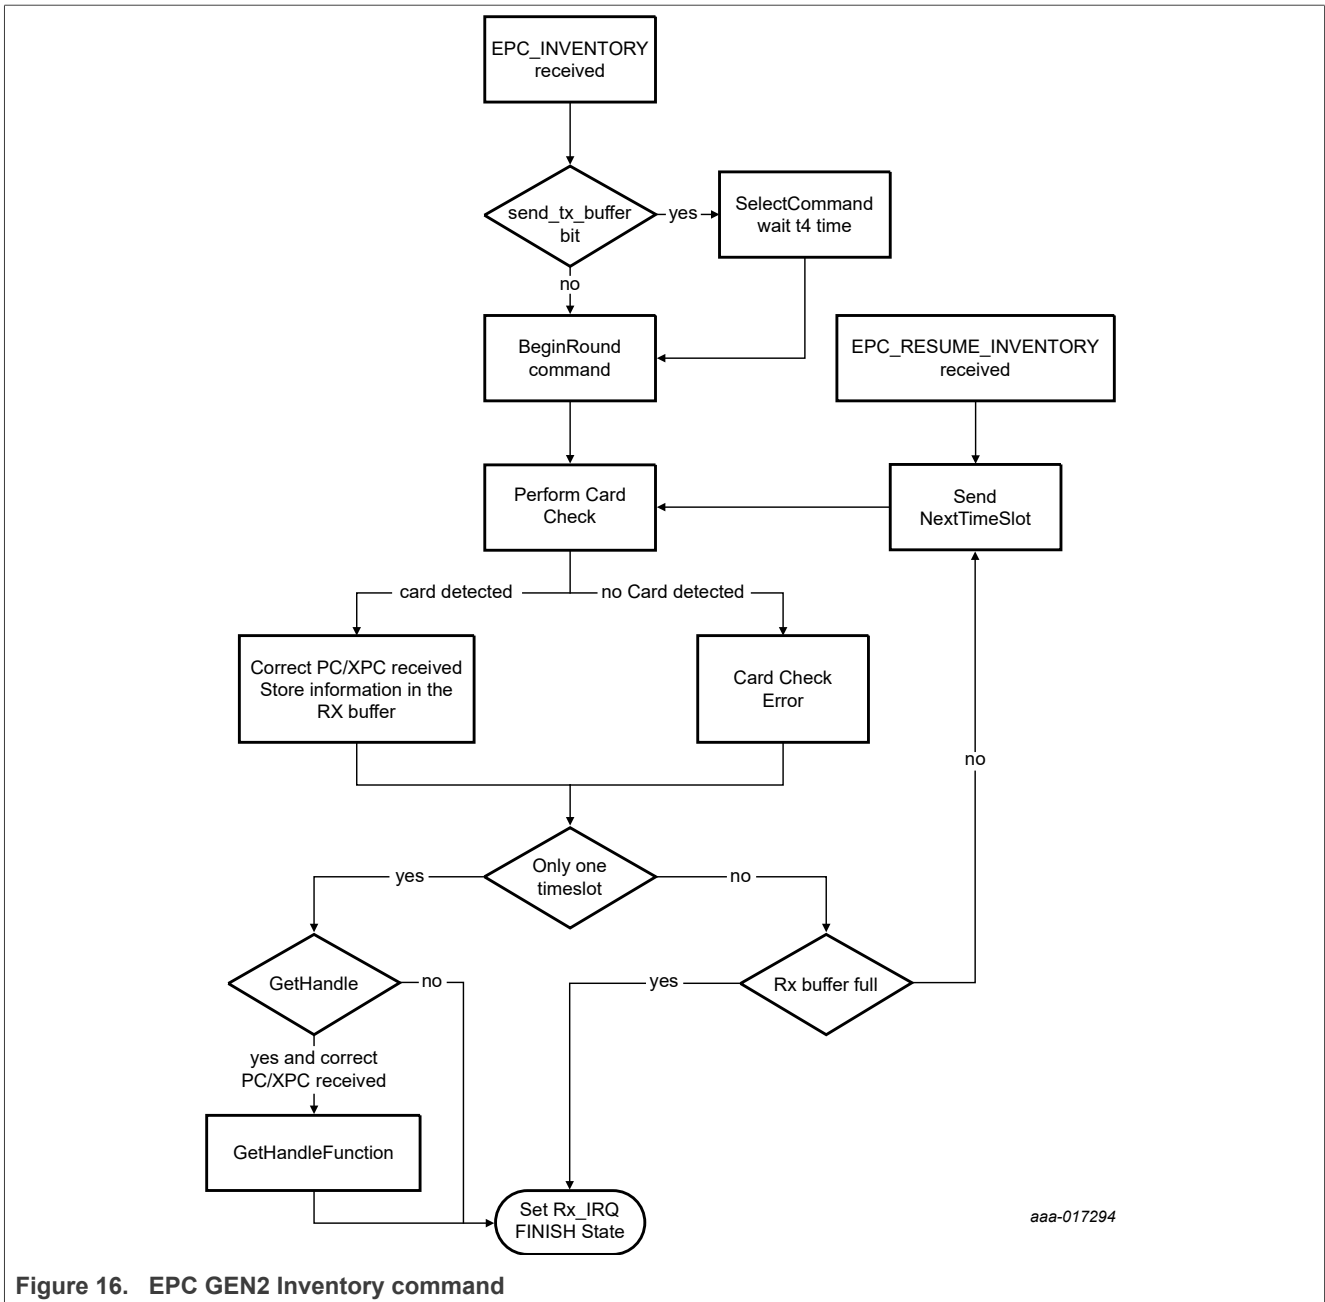 EPC_INVENTORY
received
send_tx_buffer
bit
yes
SelectCommand
wait t4 time
no
BeginRound
command
EPC_RESUME_INVENTORY
received
Perform Card
Check
Send
NextTimeSlot
card detected
no Card detected
Correct PC/XPC received
Store information in the
RX buffer
Card Check
Error
no
Only one
timeslot
yes
no
GetHandle
no
yes
Rx buffer full
yes and correct
PC/XPC received
GetHandleFunction
Set Rx_IRQ
FINISH State
aaa-017294
Figure 16. EPC GEN2 Inventory command